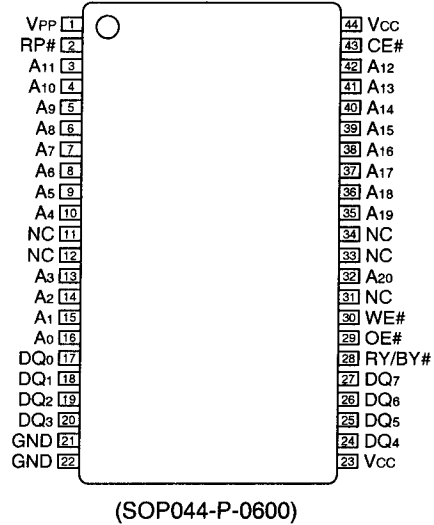 VPP 1 44 VCC
RP# 2 43 CE#
A11 3 42 A12
A10 4 41 A13
A9 5 40 A14
A8 6 39 A15
A7 7 38 A16
A6 8 37 A17
A5 9 36 A18
A4 10 35 A19
NC 11 34 NC
NC 12 33 NC
A3 13 32 A20
A2 14 31 NC
A1 15 30 WE#
A0 16 29 OE#
DQ0 17 28 RY/BY#
DQ1 18 27 DQ7
DQ2 19 26 DQ6
DQ3 20 25 DQ5
GND 21 24 DQ4
GND 22 23 VCC
(SOP044-P-0600)